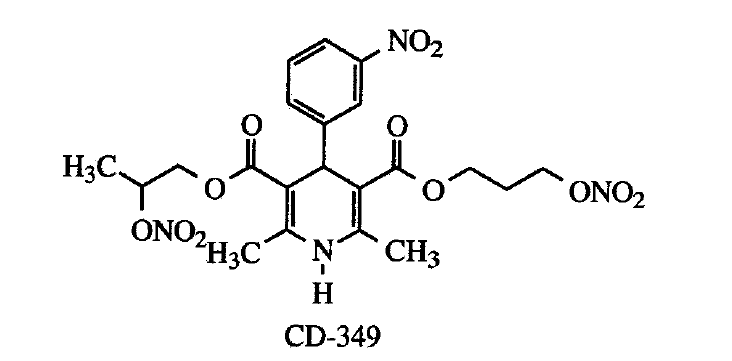 NO₂
O O
H₃C O O ONO₂
ONO₂ H₃C N CH₃
H
CD-349